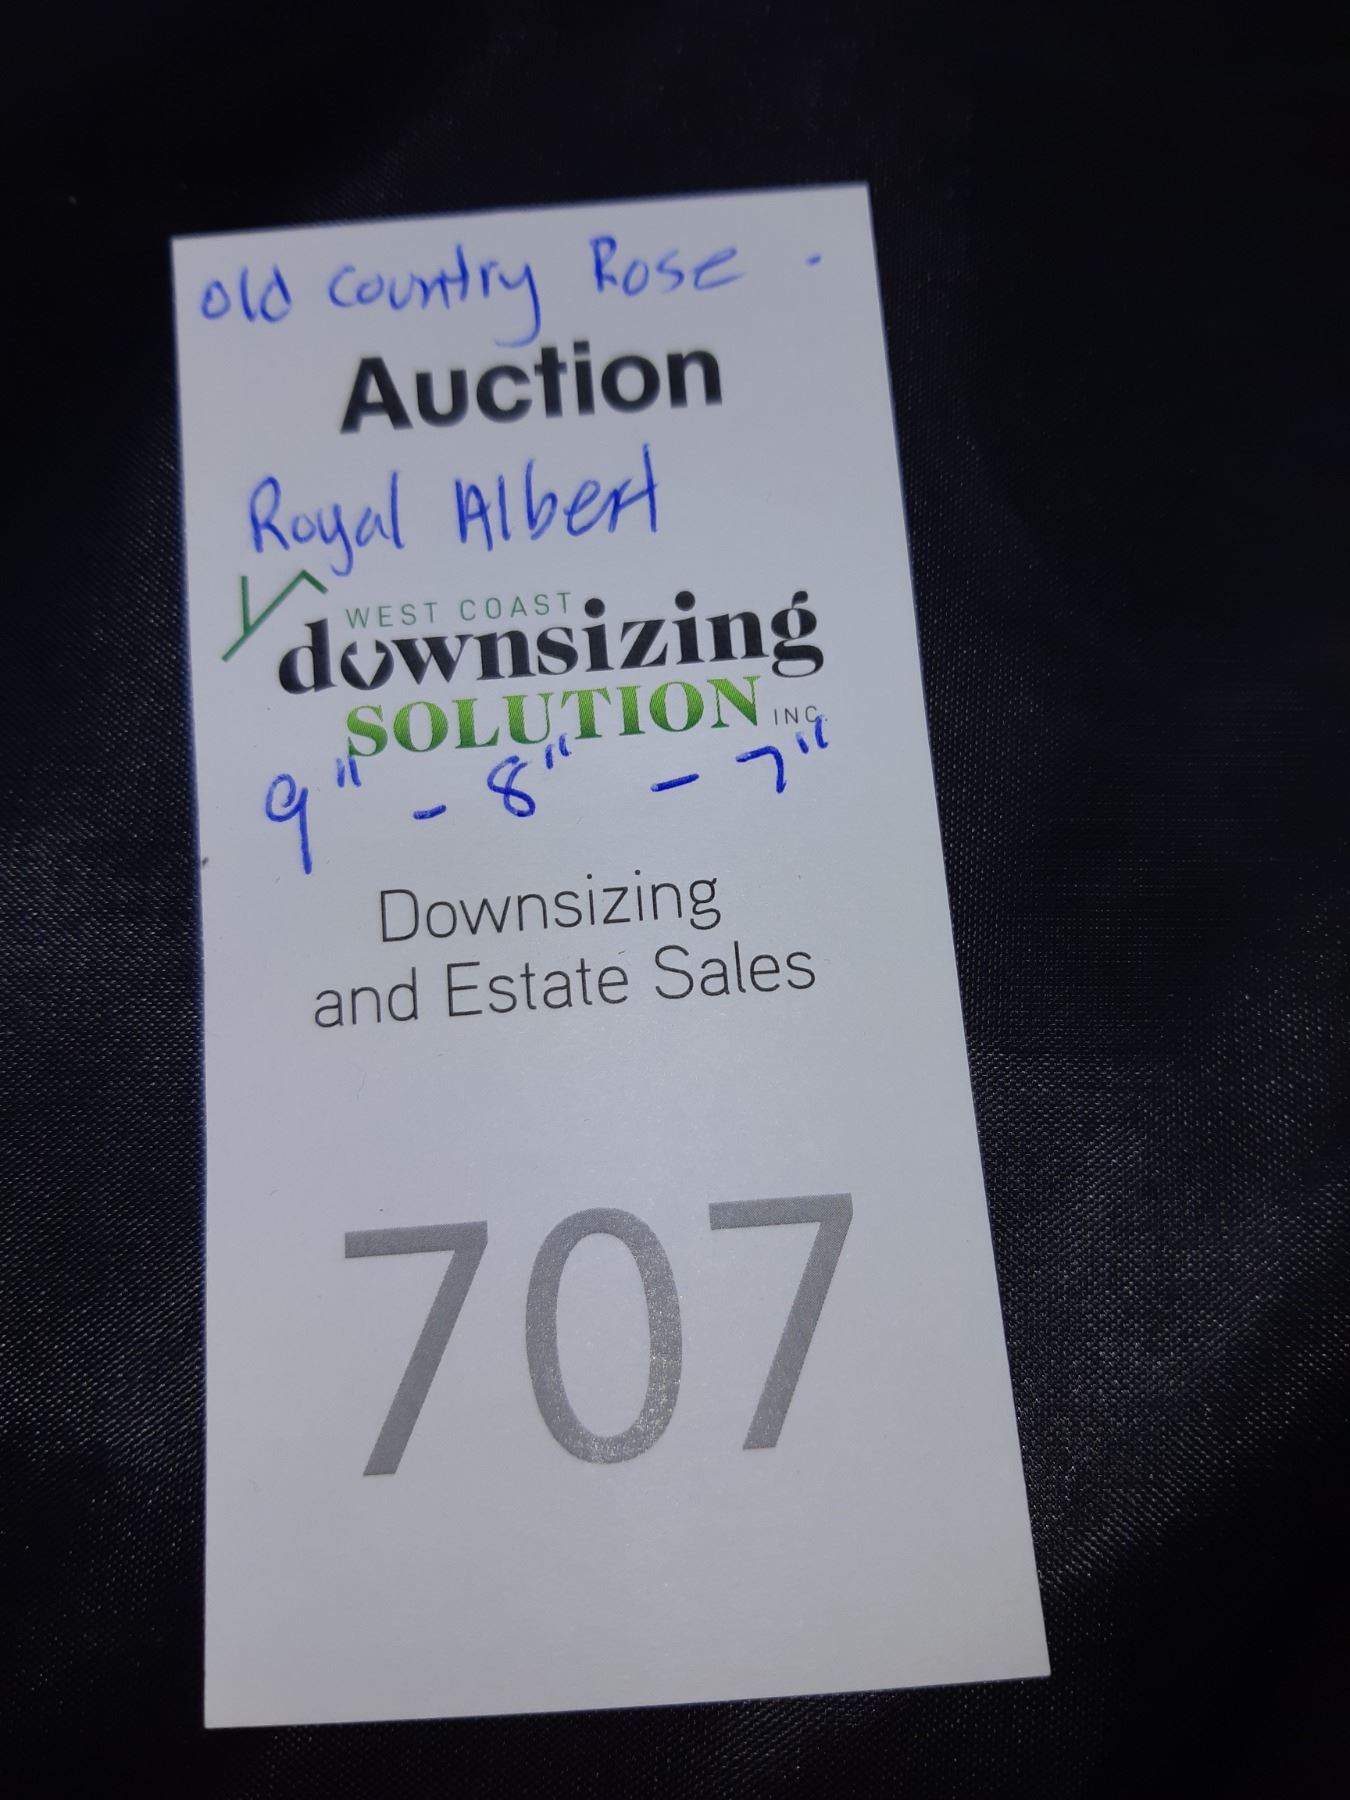 Old Country Rose -
Auction
Royal Albert
WEST COAST
downsizing
SOLUTION INC.
9" - 8" - 7"
Downsizing
and Estate Sales
707